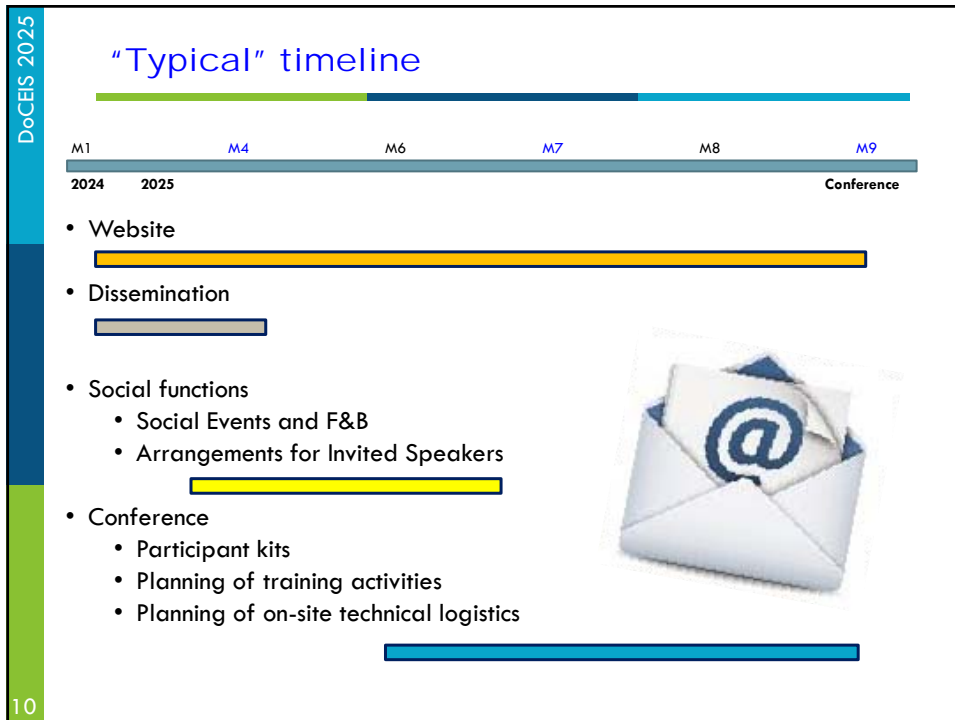 DoCEIS 2025
“Typical” timeline
M1 M4 M6 M7 M8 M9
2024 2025 Conference
• Website
• Dissemination
• Social functions
• Social Events and F&B
• Arrangements for Invited Speakers
• Conference
• Participant kits
• Planning of training activities
• Planning of on-site technical logistics
@
10